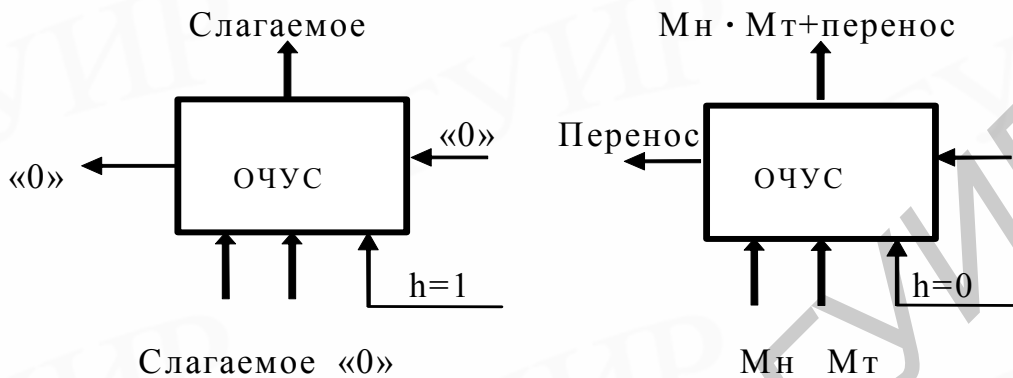 Слагаемое
«0»
«0»
ОЧУС
h=1
Слагаемое «0»
Мн · Мт+перенос
Перенос
ОЧУС
h=0
Мн Мт